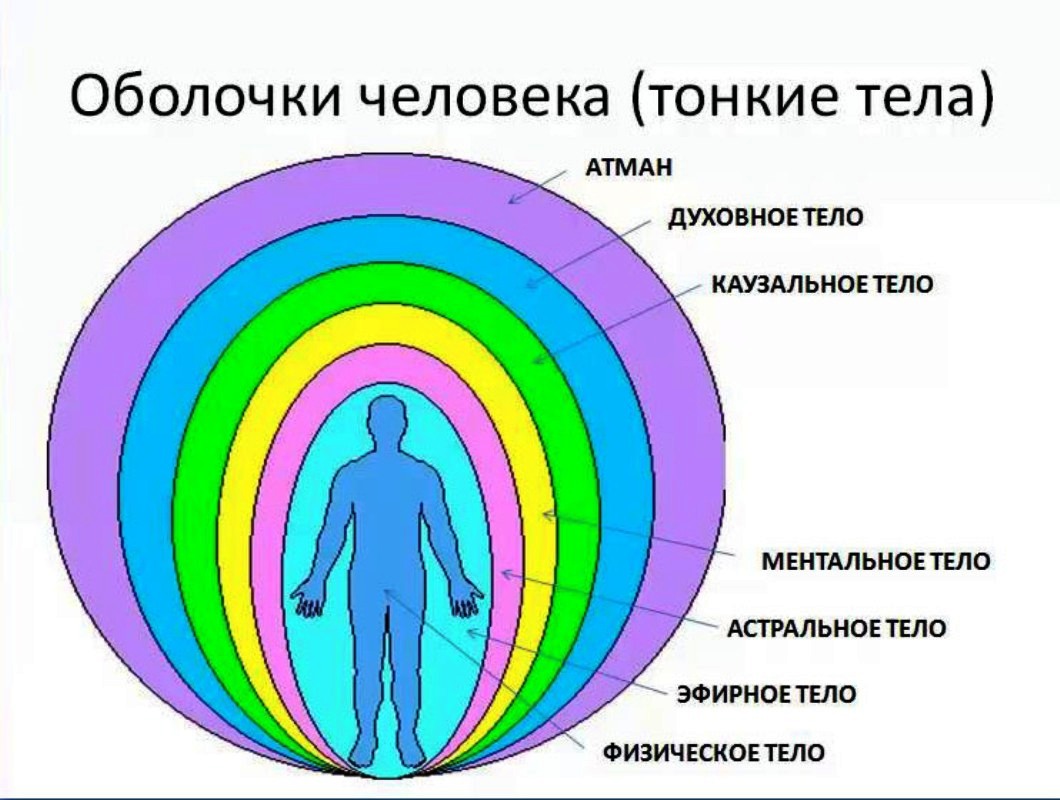 Оболочки человека (тонкие тела)
АТМАН
ДУХОВНОЕ ТЕЛО
КАУЗАЛЬНОЕ ТЕЛО
МЕНТАЛЬНОЕ ТЕЛО
АСТРАЛЬНОЕ ТЕЛО
ЭФИРНОЕ ТЕЛО
ФИЗИЧЕСКОЕ ТЕЛО